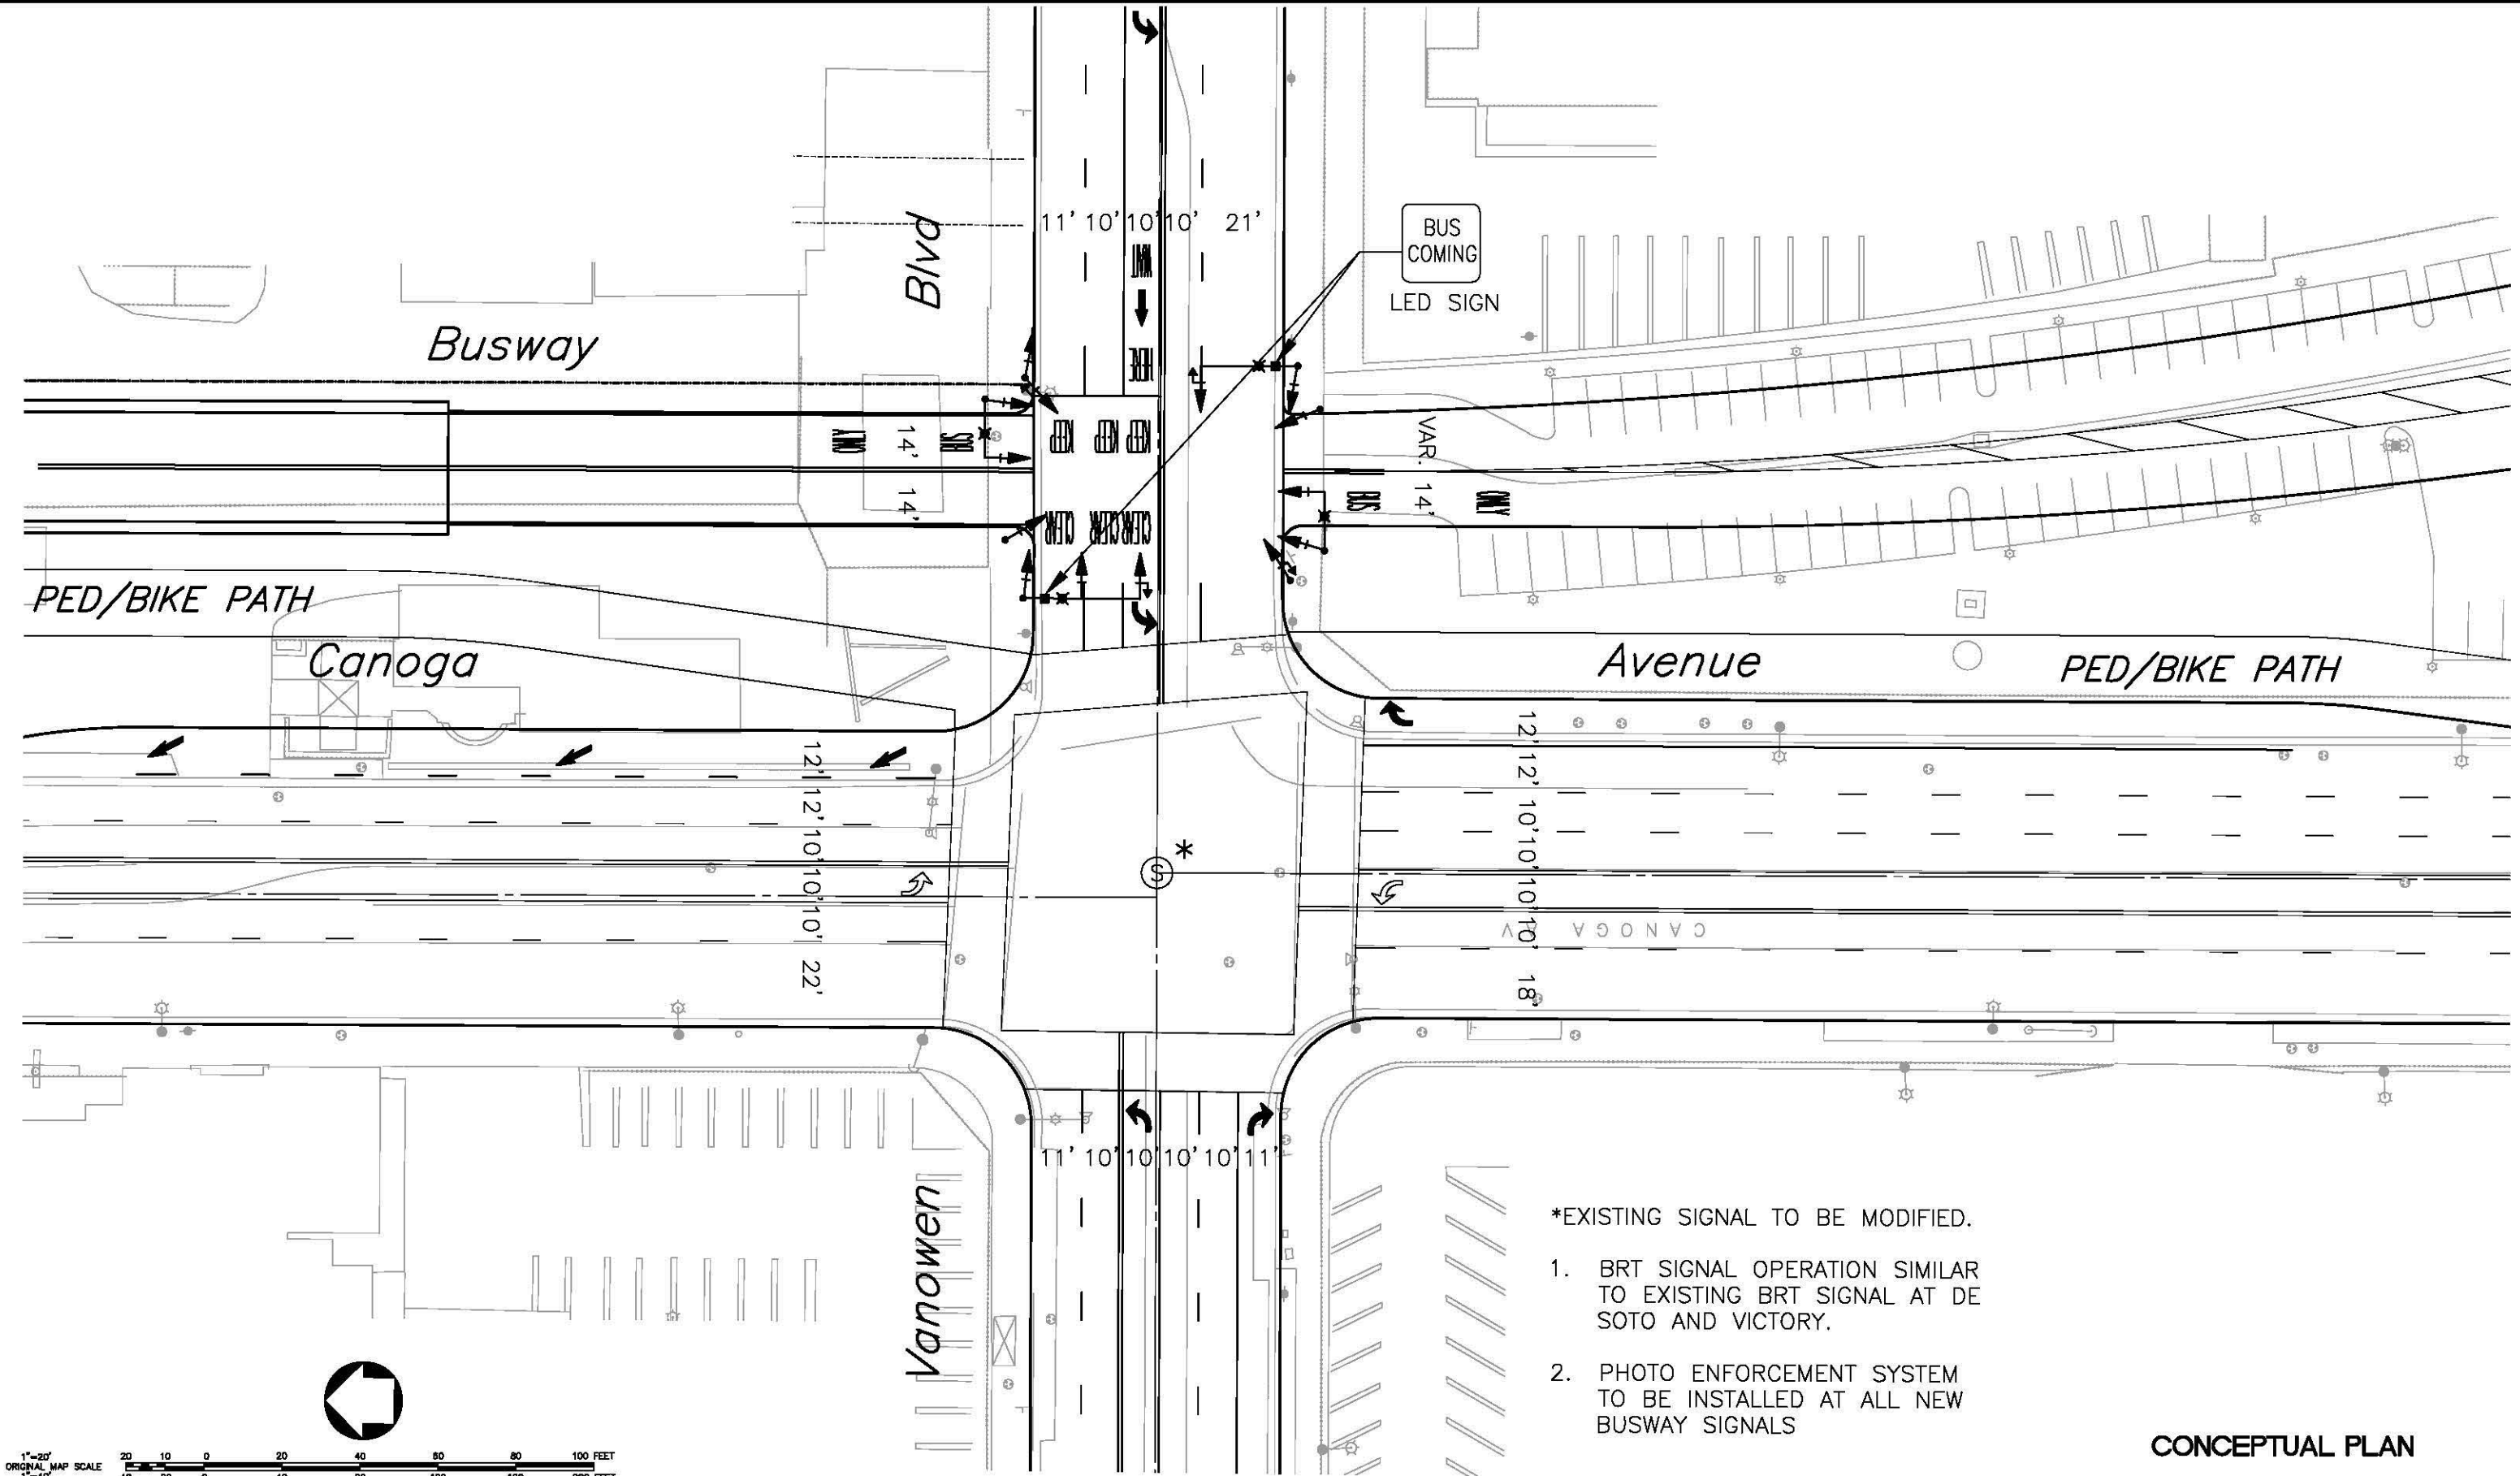 11' 10' 10' 10' 21'
BUS
COMING
LED SIGN
Blvd
WAIT
HERE
Busway
ONLY
14'
14'
BUS
KEEP KEEP KEEP
CLEAR CLEAR CLEAR
VAR.
14'
BUS
ONLY
PED/BIKE PATH
Canoga
Avenue
PED/BIKE PATH
12' 12' 10' 10' 10' 22'
12' 12' 10' 10' 10' 10' 18'
S *
CANOGA AV
11' 10' 10' 10' 10' 11'
Vanowen
*EXISTING SIGNAL TO BE MODIFIED.
1. BRT SIGNAL OPERATION SIMILAR
TO EXISTING BRT SIGNAL AT DE
SOTO AND VICTORY.
2. PHOTO ENFORCEMENT SYSTEM
TO BE INSTALLED AT ALL NEW
BUSWAY SIGNALS
CONCEPTUAL PLAN
1"=20'
ORIGINAL MAP SCALE
20 10 0 20 40 60 80 100 FEET